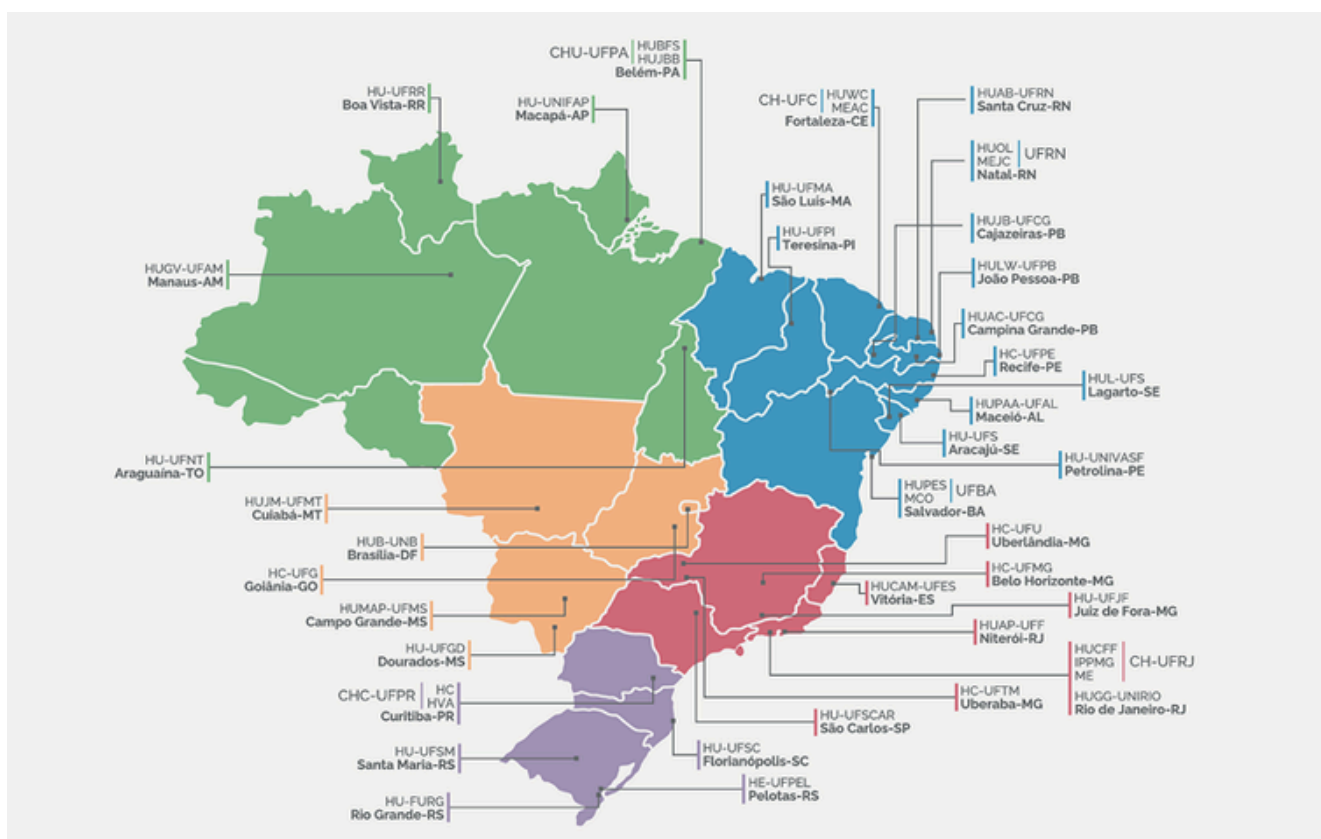 CHU-UFPA
HUBFS
HUJBB
Belém-PA
HU-UFRR
Boa Vista-RR
HU-UNIFAP
Macapá-AP
CH-UFC
HUWC
MEAC
Fortaleza-CE
HUAB-UFRN
Santa Cruz-RN
HUOL
MEJC
UFRN
Natal-RN
HU-UFMA
São Luís-MA
HU-UFPI
Teresina-PI
HUJB-UFCG
Cajazeiras-PB
HUGV-UFAM
Manaus-AM
HULW-UFPB
João Pessoa-PB
HUAC-UFCG
Campina Grande-PB
HC-UFPE
Recife-PE
HUL-UFS
Lagarto-SE
HUPAA-UFAL
Maceió-AL
HU-UFS
Aracajú-SE
HU-UNIVASF
Petrolina-PE
HU-UFNT
Araguaína-TO
HUPES
MCO
UFBA
Salvador-BA
HUJM-UFMT
Cuiabá-MT
HC-UFU
Uberlândia-MG
HUB-UNB
Brasília-DF
HC-UFG
Goiânia-GO
HC-UFMG
Belo Horizonte-MG
HUCAM-UFES
Vitória-ES
HU-UFJF
Juiz de Fora-MG
HUMAP-UFMS
Campo Grande-MS
HUAP-UFF
Niterói-RJ
HU-UFGD
Dourados-MS
HUCFF
IPPMG
ME
CH-UFRJ
HUGG-UNIRIO
Rio de Janeiro-RJ
CHC-UFPR
HC
HVA
Curitiba-PR
HC-UFTM
Uberaba-MG
HU-UFSCAR
São Carlos-SP
HU-UFSM
Santa Maria-RS
HU-UFSC
Florianópolis-SC
HE-UFPEL
Pelotas-RS
HU-FURG
Rio Grande-RS